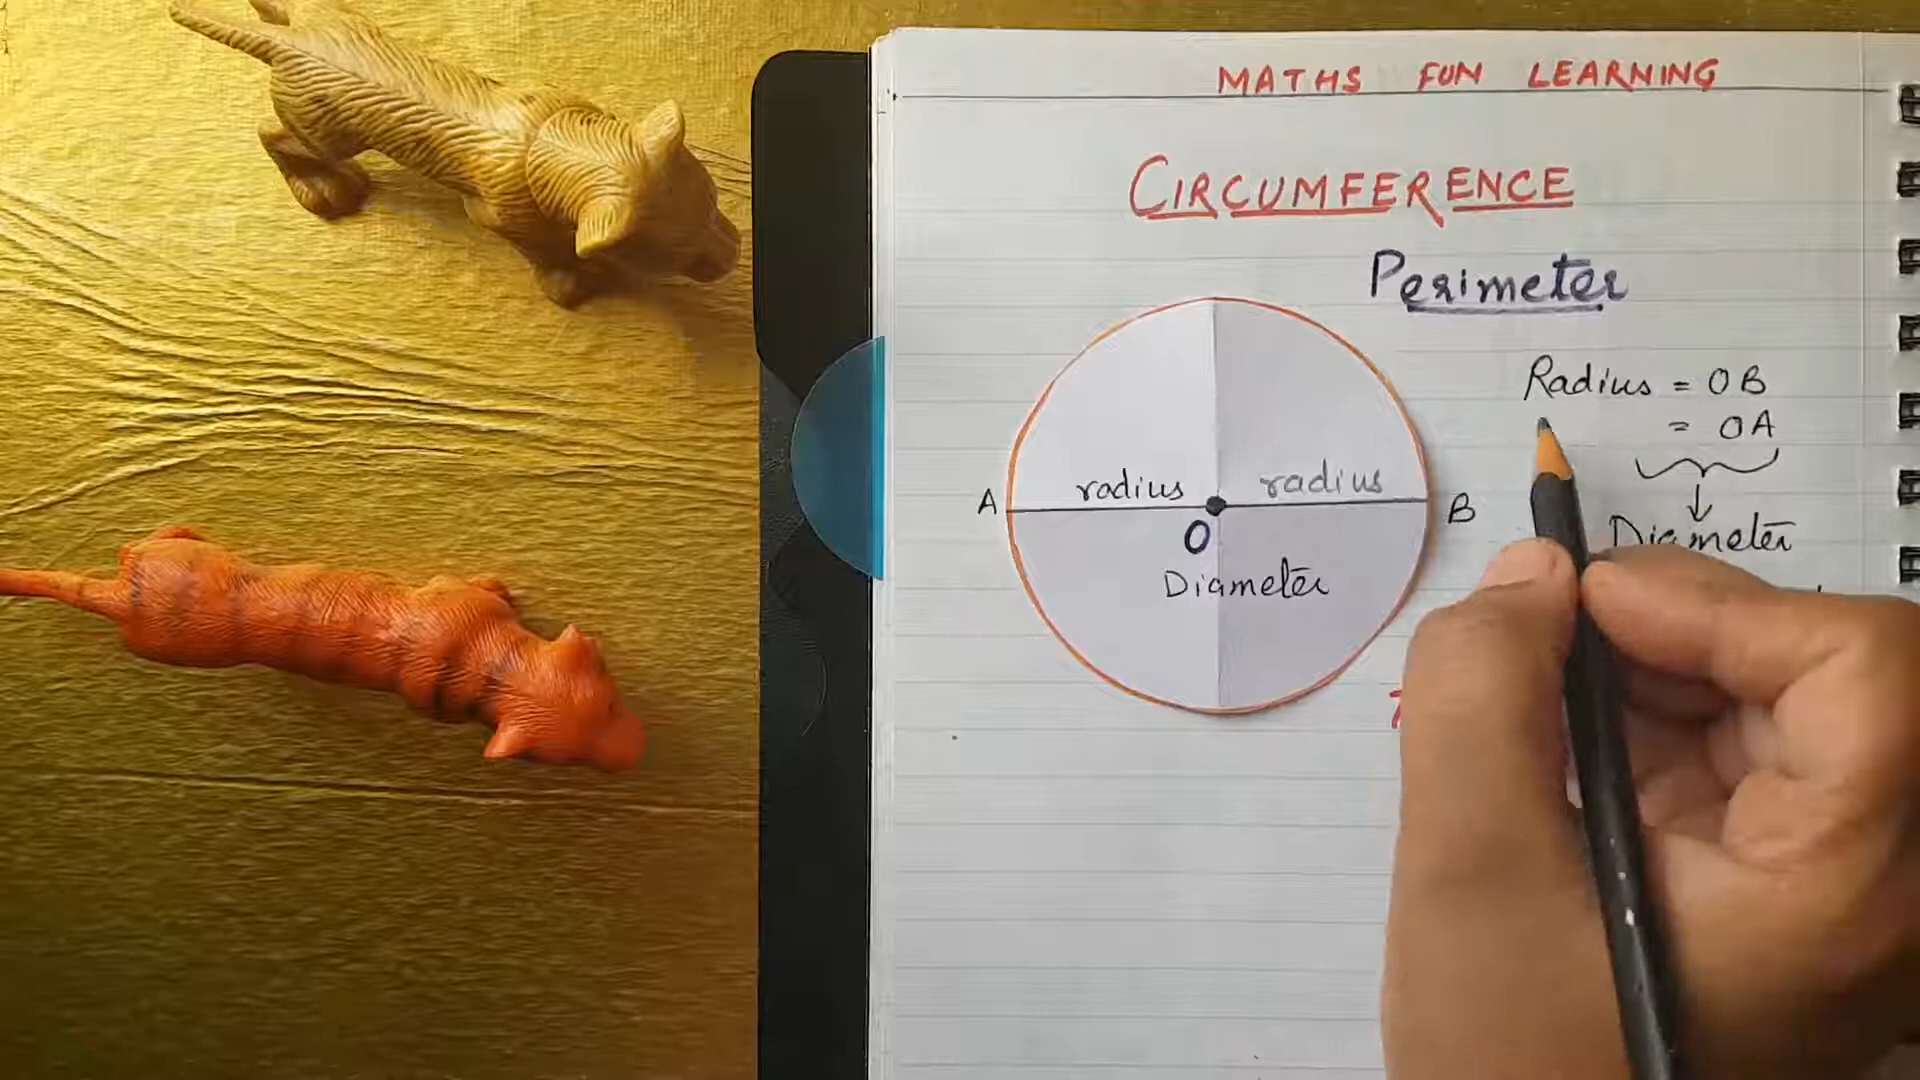 MATHS FUN LEARNING
CIRCUMFERENCE
Perimeter
Radius = OB
= OA
Diameter
A radius radius B
O
Diameter